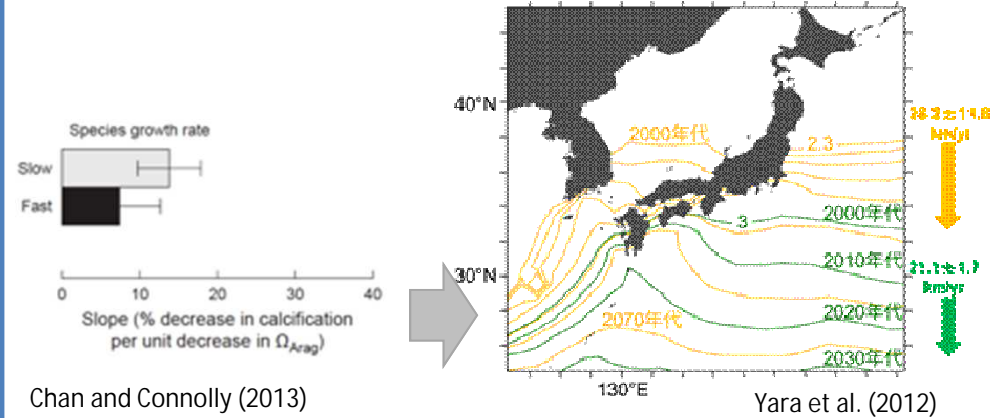 Species growth rate
Slow
Fast
0 10 20 30 40
Slope (% decrease in calcification
per unit decrease in ΩArag)
Chan and Connolly (2013)
40°N
30°N
130°E
2000年代
2.3
3
2000年代
2010年代
2020年代
2030年代
2070年代
Yara et al. (2012)